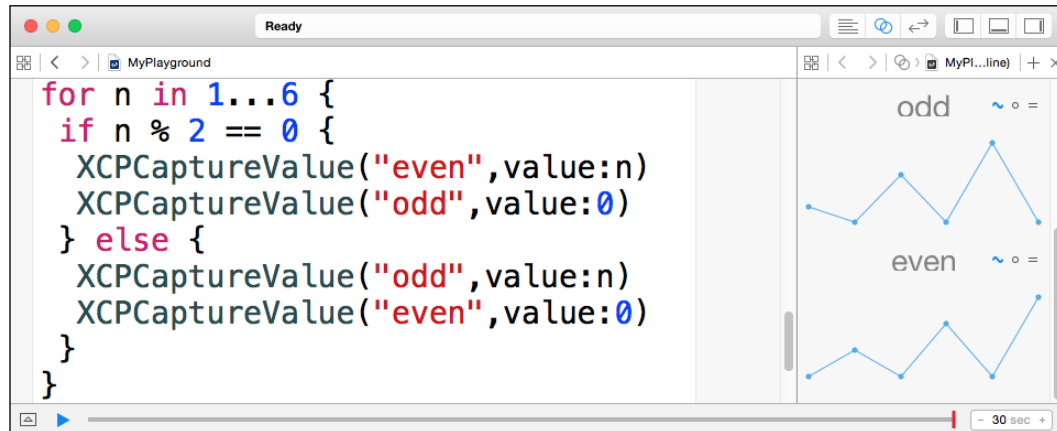 Ready
MyPlayground
MyPl...line)
for n in 1...6 {
if n % 2 == 0 {
XCPCaptureValue("even",value:n)
XCPCaptureValue("odd",value:0)
} else {
XCPCaptureValue("odd",value:n)
XCPCaptureValue("even",value:0)
}
}
odd
even
- 30 sec +